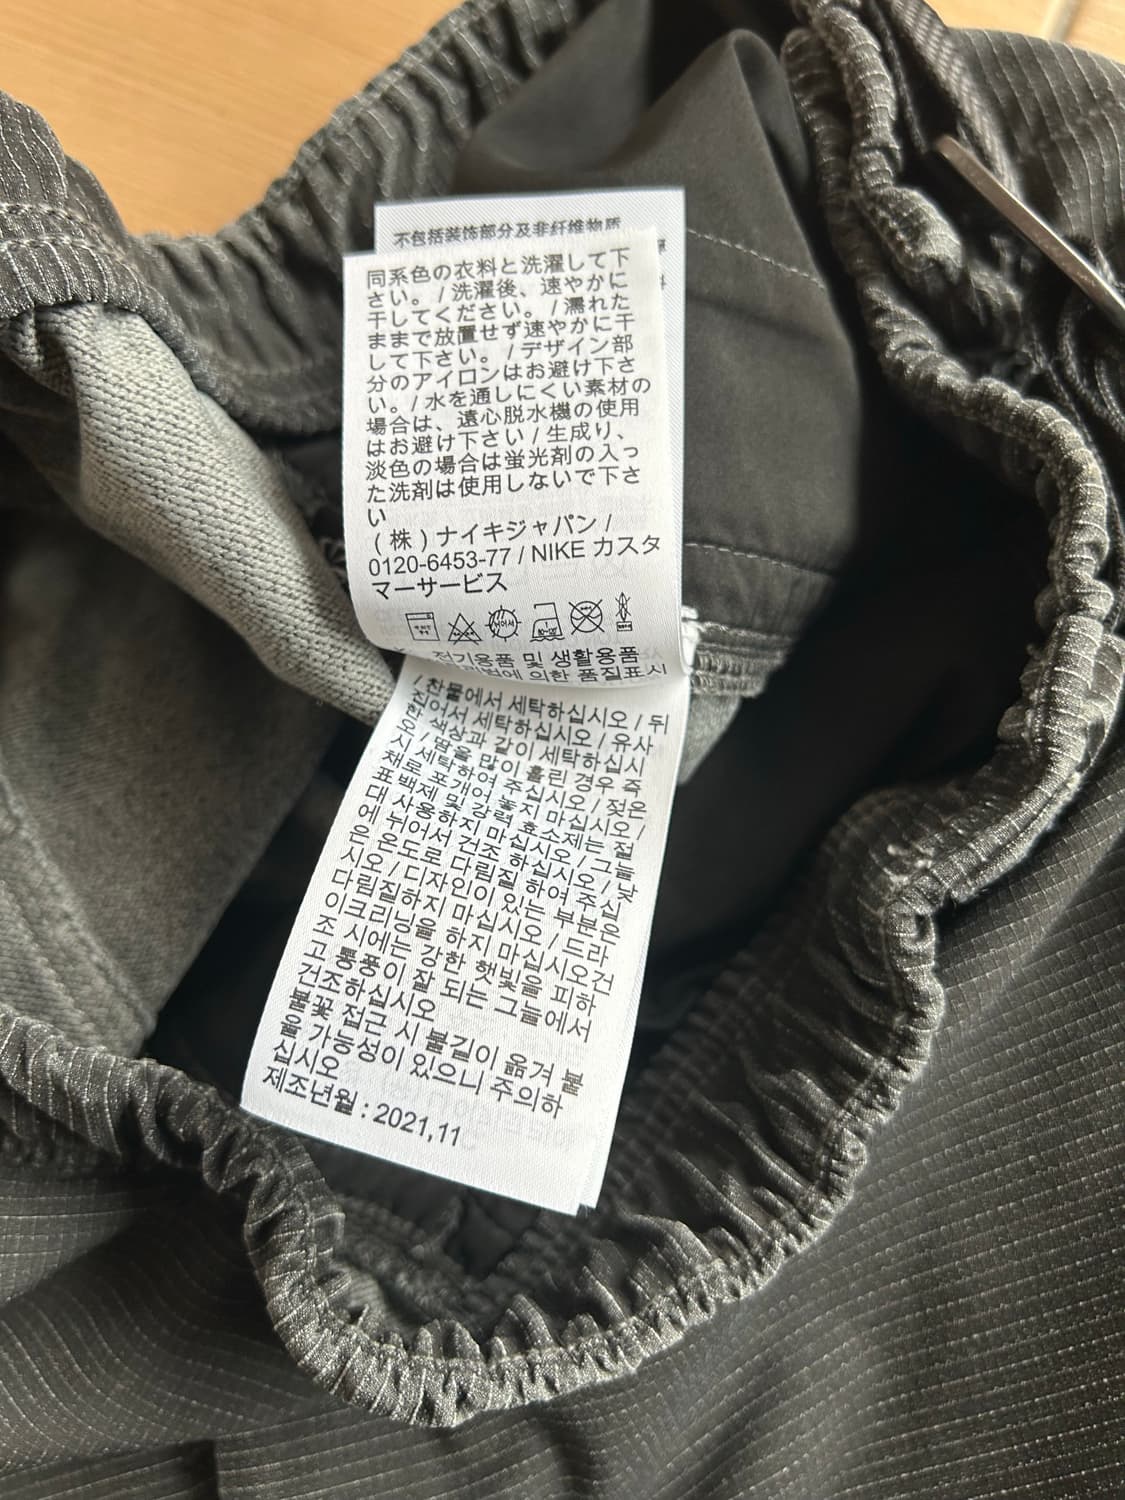 不包括装饰部分及非纤维物质
同系色の衣料と洗濯して下
さい。/洗濯後、速やかに
干してください。/濡れた
ままで放置せず速やかに干
して下さい。/デザイン部
分のアイロンはお避け下さ
い。/水を通しにくい素材の
場合は、遠心脱水機の使用
はお避け下さい/生成り、
淡色の場合は蛍光剤の入っ
た洗剤は使用しないで下さ
い
(株)ナイキジャパン/
0120-6453-77/NIKE カスタ
マーサービス
전기용품 및 생활용품
에 의한 품질표시
/찬물에서 세탁하십시오/뒤
집어서 세탁하십시오/유사
한 색상과 같이 세탁하십시
오/땀을 많이 흘린 경우 즉
시 세탁하여 주십시오/젖은
채로 포개어 놓지 마십시오/
표백제 및 강력 효소제는 절
대 사용하지 마십시오/그늘
에 뉘어서 건조 하십시오/낮
은 온도로 다림질 하여 주십
시오/디자인이 있는 부분은
다림질하지 마십시오/드라
이크리닝을 하지 마십시오건
조 시에는 강한 햇빛을 피하
고 통풍이 잘 되는 그늘에서
건조하십시오
불꽃 접근 시 불길이 옮겨 붙
을 가능성이 있으니 주의하
십시오
제조년월 : 2021,11